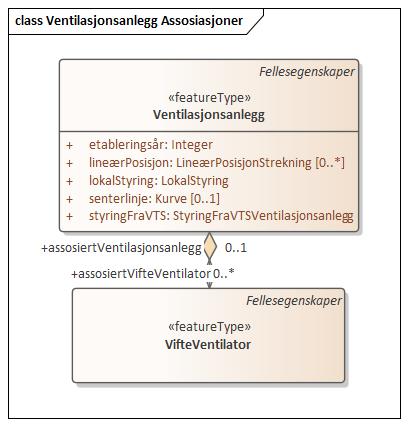 class Ventilasjonsanlegg Assosiasjoner
Fellesegenskaper
«featureType»
Ventilasjonsanlegg
+ etableringsår: Integer
+ lineærPosisjon: LineærPosisjonStrekning [0..*]
+ lokalStyring: LokalStyring
+ senterlinje: Kurve [0..1]
+ styringFraVTS: StyringFraVTSVentilasjonsanlegg
+assosiertVentilasjonsanlegg 0..1
+assosiertVifteVentilator 0..*
Fellesegenskaper
«featureType»
VifteVentilator